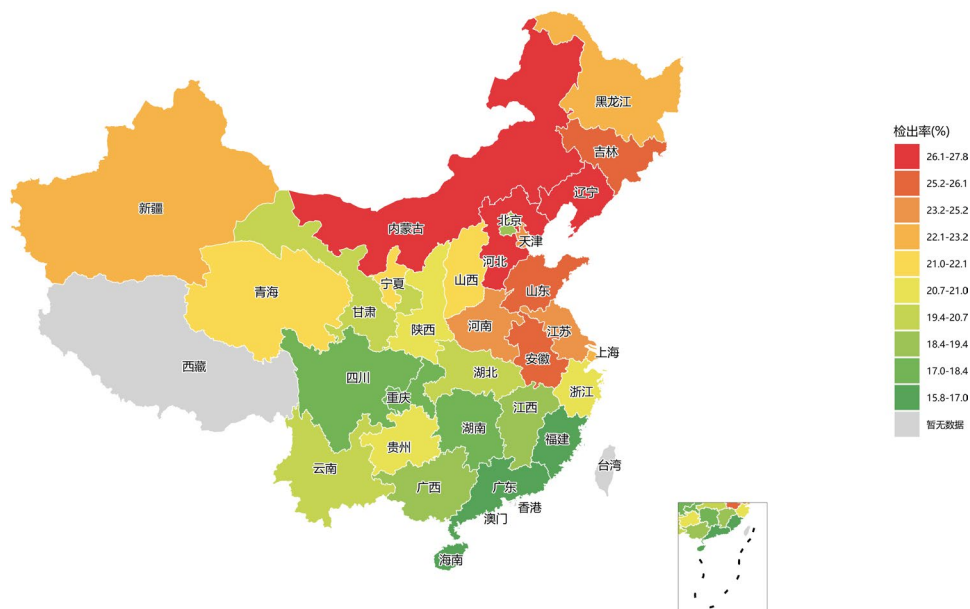 黑龙江
检出率(%)
吉林
26.1-27.8
25.2-26.1
辽宁
23.2-25.2
新疆
北京
22.1-23.2
内蒙古
天津
21.0-22.1
河北
山西
宁夏
青海
山东
20.7-21.0
甘肃
19.4-20.7
陕西
河南
江苏
18.4-19.4
上海
安徽
西藏
17.0-18.4
湖北
四川
浙江
15.8-17.0
重庆
江西
暂无数据
湖南
福建
贵州
云南
台湾
广西
广东
香港
澳门
海南